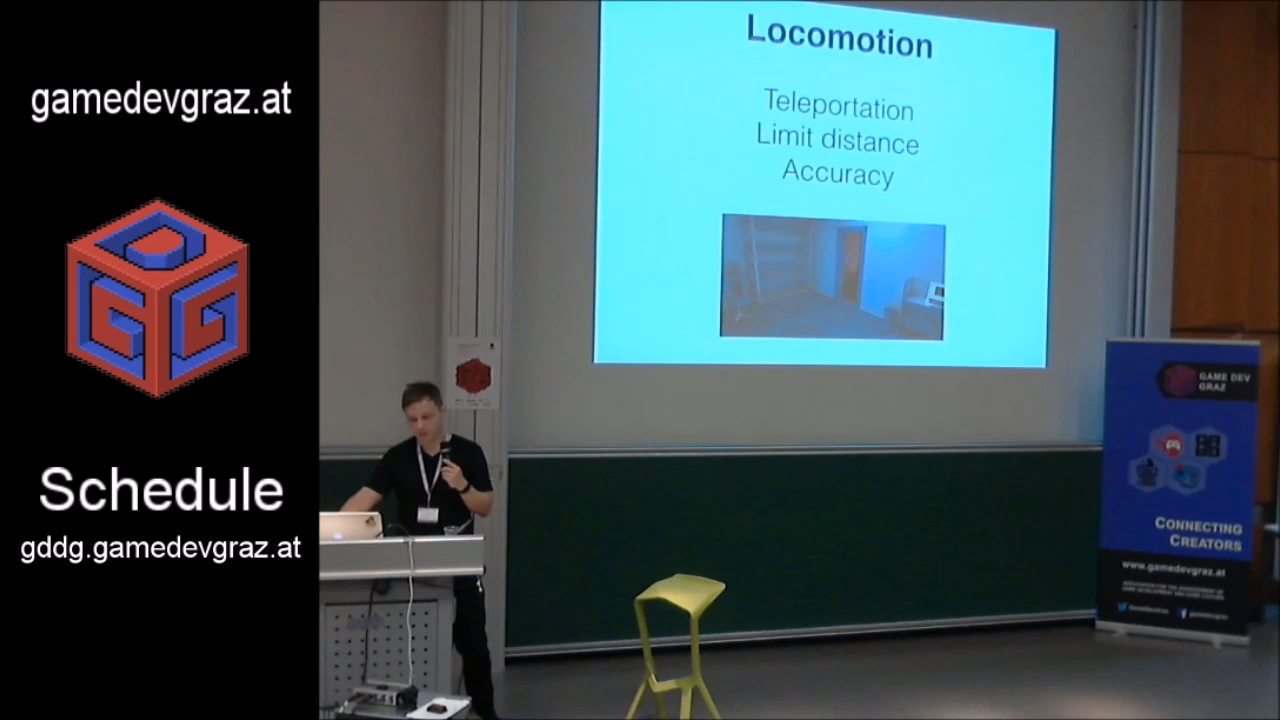 gamedevgraz.at
DGG
Schedule
gddg.gamedevgraz.at
Locomotion
Teleportation
Limit distance
Accuracy
GAME DEV
GRAZ
CONNECTING
CREATORS
www.gamedevgraz.at